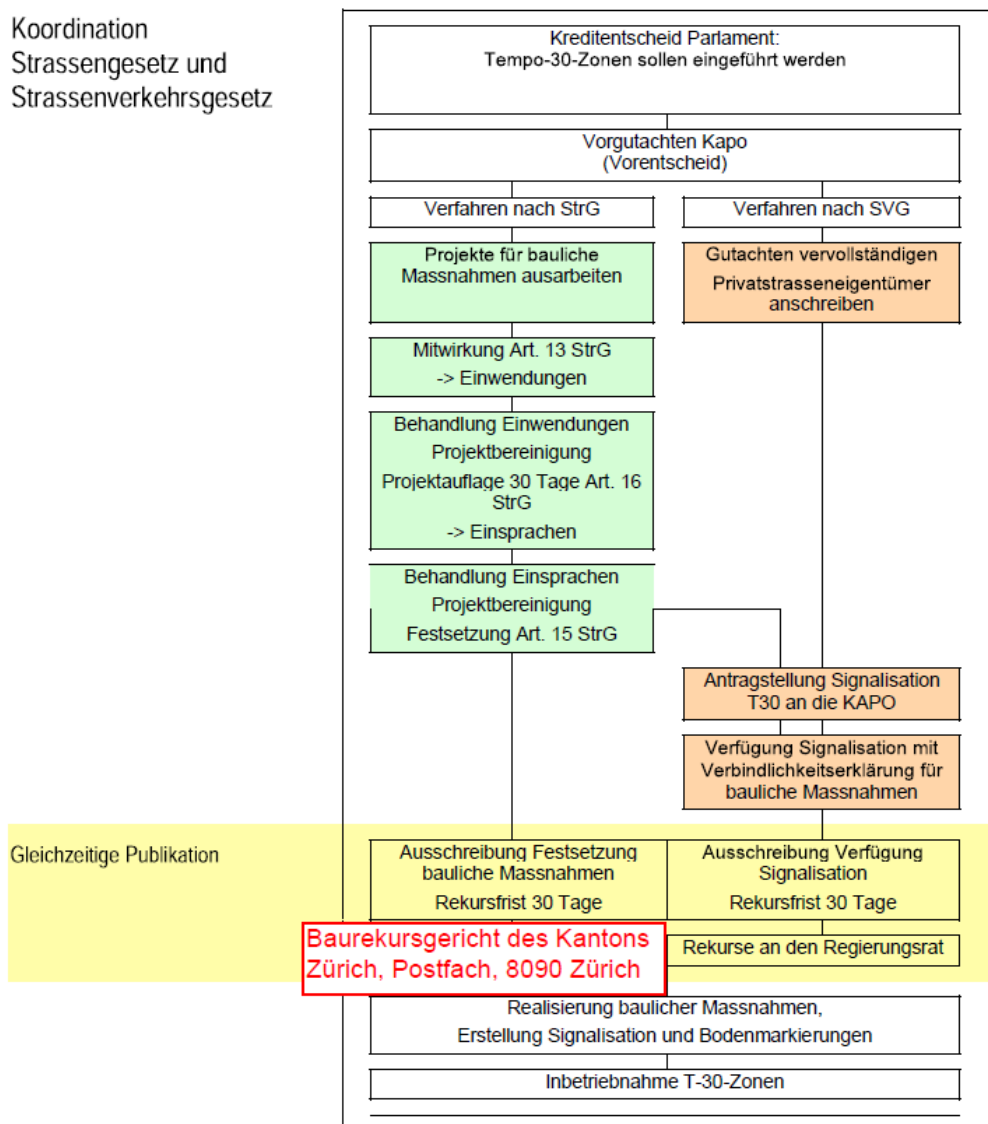 Koordination
Strassengesetz und
Strassenverkehrsgesetz
Kreditentscheid Parlament:
Tempo-30-Zonen sollen eingeführt werden
Vorgutachten Kapo
(Vorentscheid)
Verfahren nach StrG
Verfahren nach SVG
Projekte für bauliche
Massnahmen ausarbeiten
Gutachten vervollständigen
Privatstrasseneigentümer
anschreiben
Mitwirkung Art. 13 StrG
-> Einwendungen
Behandlung Einwendungen
Projektbereinigung
Projektauflage 30 Tage Art. 16
StrG
-> Einsprachen
Behandlung Einsprachen
Projektbereinigung
Festsetzung Art. 15 StrG
Antragstellung Signalisation
T30 an die KAPO
Verfügung Signalisation mit
Verbindlichkeitserklärung für
bauliche Massnahmen
Gleichzeitige Publikation
Ausschreibung Festsetzung
bauliche Massnahmen
Rekursfrist 30 Tage
Ausschreibung Verfügung
Signalisation
Rekursfrist 30 Tage
Baurekursgericht des Kantons
Zürich, Postfach, 8090 Zürich
Rekurse an den Regierungsrat
Realisierung baulicher Massnahmen,
Erstellung Signalisation und Bodenmarkierungen
Inbetriebnahme T-30-Zonen